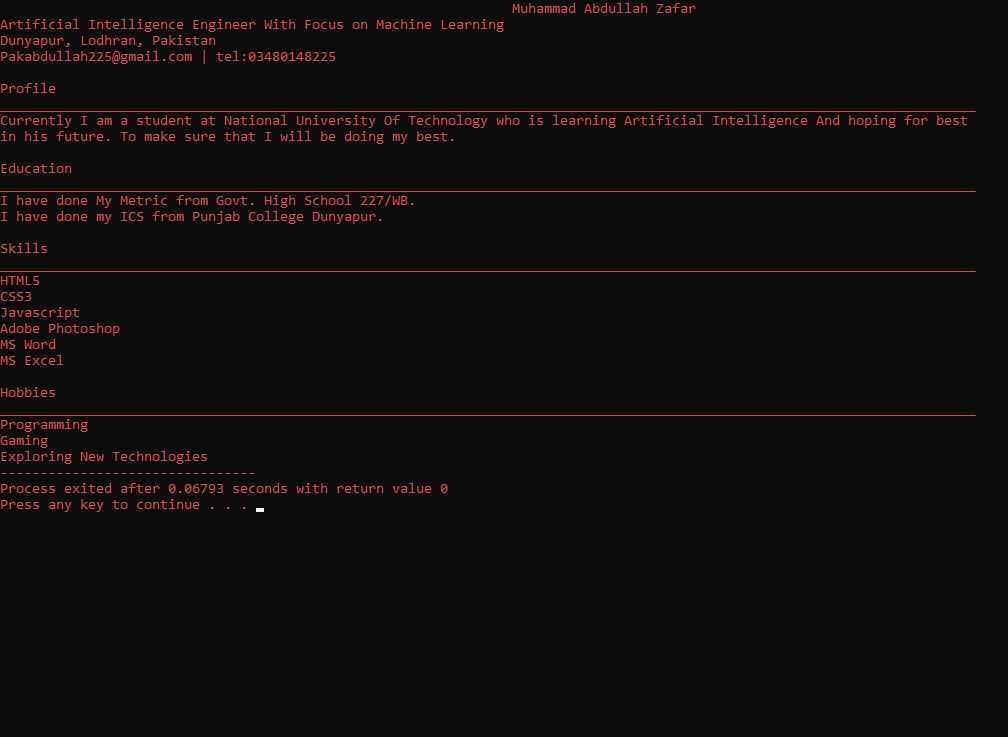 Muhammad Abdullah Zafar
Artificial Intelligence Engineer With Focus on Machine Learning
Dunyapur, Lodhran, Pakistan
Pakabdullah225@gmail.com | tel:03480148225
Profile
__________________________________________________________________________________________________________________________
Currently I am a student at National University Of Technology who is learning Artificial Intelligence And hoping for best
in his future. To make sure that I will be doing my best.
Education
__________________________________________________________________________________________________________________________
I have done My Metric from Govt. High School 227/WB.
I have done my ICS from Punjab College Dunyapur.
Skills
__________________________________________________________________________________________________________________________
HTML5
CSS3
Javascript
Adobe Photoshop
MS Word
MS Excel
Hobbies
__________________________________________________________________________________________________________________________
Programming
Gaming
Exploring New Technologies
--------------------------------
Process exited after 0.06793 seconds with return value 0
Press any key to continue . . .